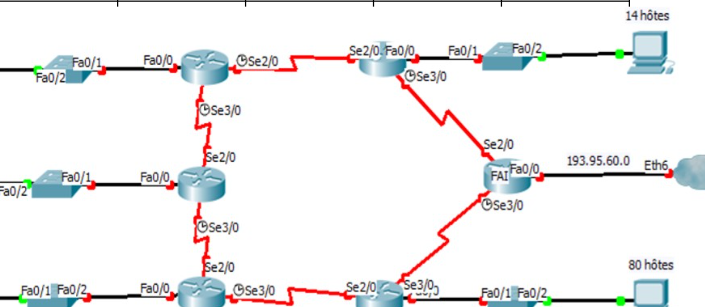 14 hôtes
Fa0/2 Fa0/1 Fa0/0 Se2/0 Se2/0 Fa0/0 Fa0/1 Fa0/2
Se3/0 Se3/0
Se2/0 Se2/0
Fa0/2 Fa0/1 Fa0/0 FAI Fa0/0 193.95.60.0 Eth6
Se3/0 Se3/0
Se2/0 80 hôtes
Fa0/1 Fa0/2 Fa0/0 Se3/0 Se2/0 Se3/0 Fa0/1 Fa0/2